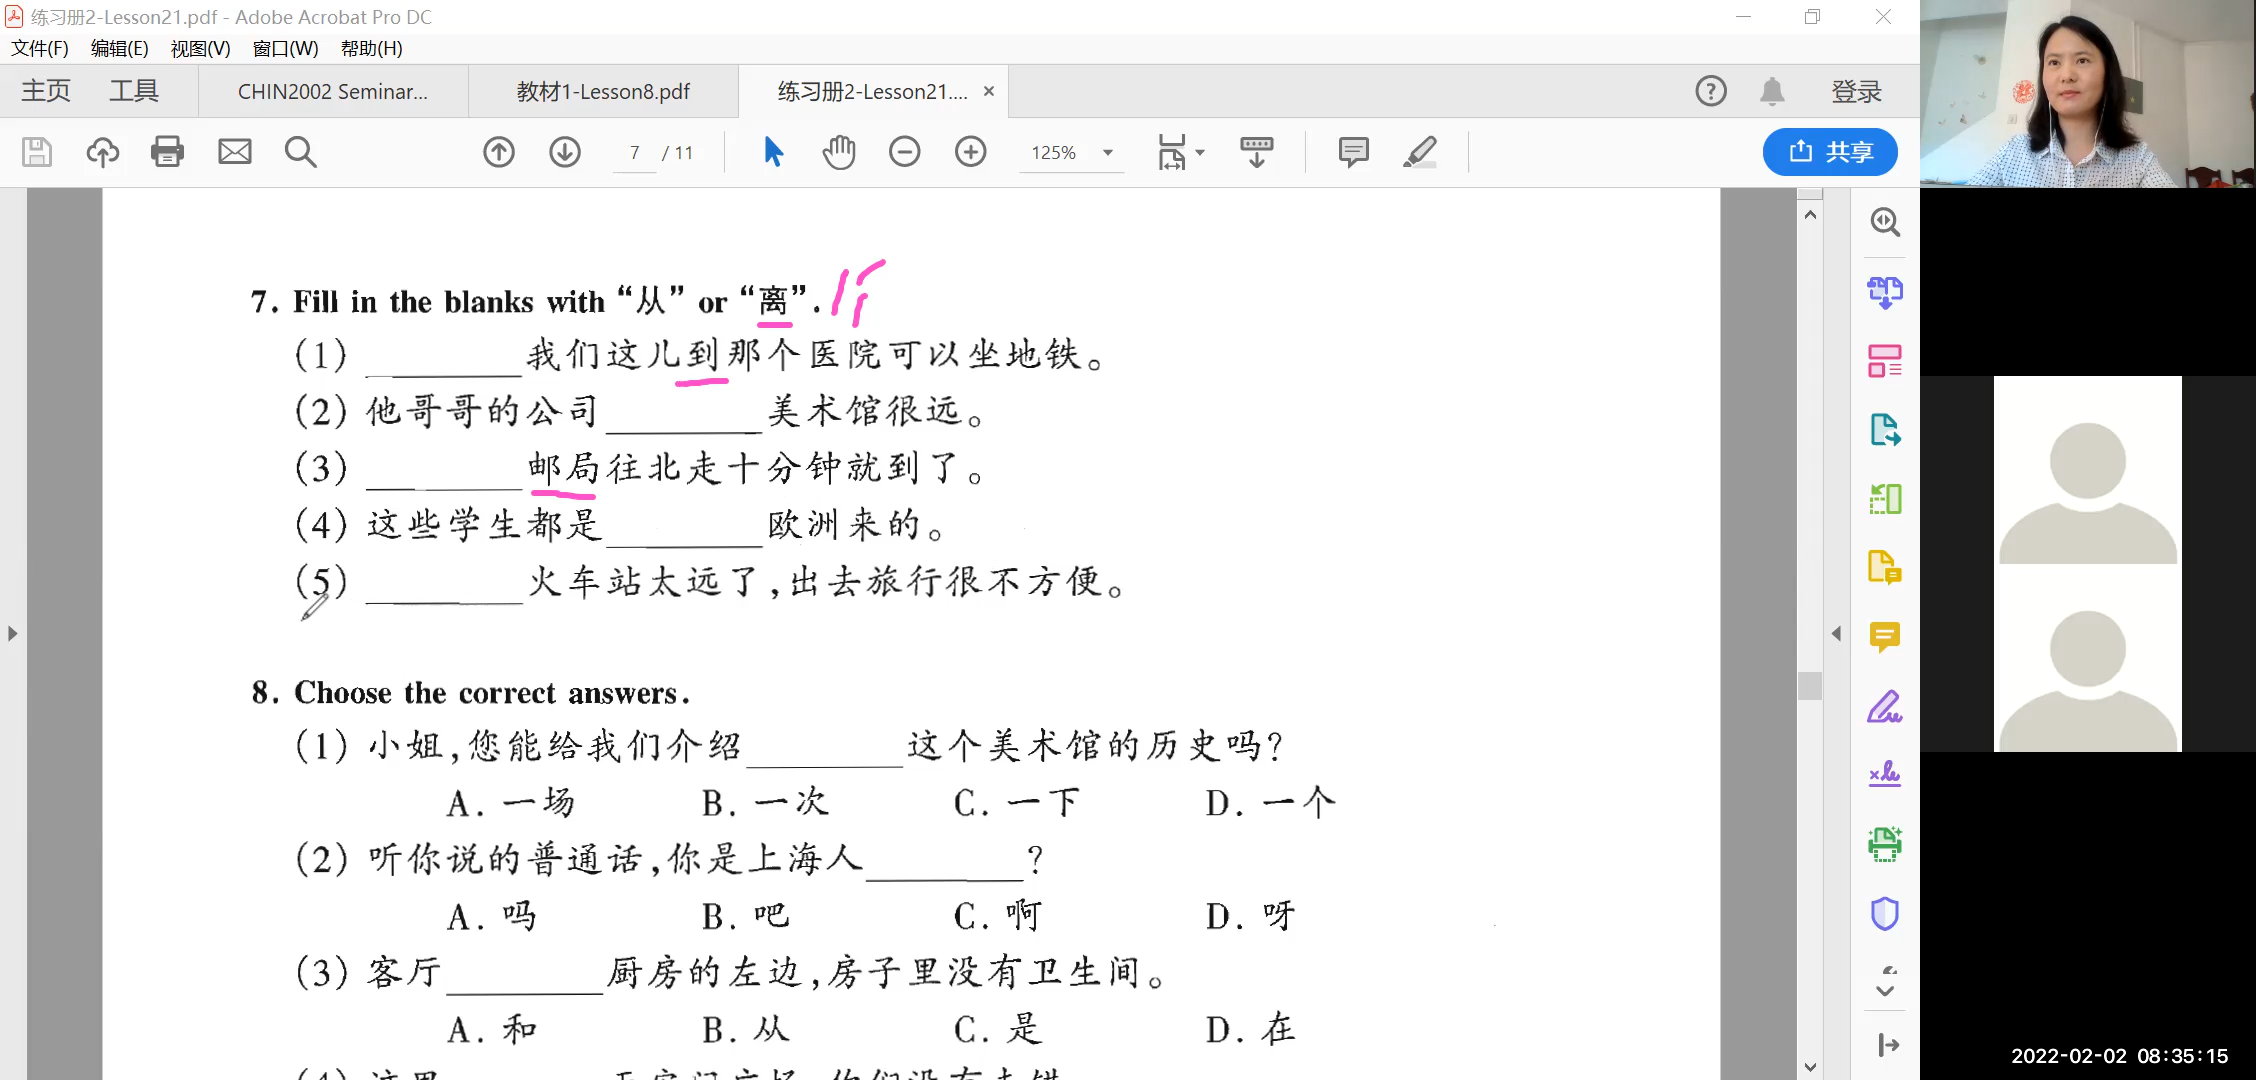 练习册2-Lesson21.pdf - Adobe Acrobat Pro DC
文件(F) 编辑(E) 视图(V) 窗口(W) 帮助(H)
主页 工具 CHIN2002 Seminar... 教材1-Lesson8.pdf 练习册2-Lesson21.... × 登录
7 / 11 125% 共享
7. Fill in the blanks with “从” or “离”.
(1) ________ 我们这儿到那个医院可以坐地铁。
(2) 他哥哥的公司 ________ 美术馆很远。
(3) ________ 邮局往北走十分钟就到了。
(4) 这些学生都是 ________ 欧洲来的。
(5) ________ 火车站太远了,出去旅行很不方便。
8. Choose the correct answers.
(1) 小姐,您能给我们介绍 ________ 这个美术馆的历史吗?
A. 一场 B. 一次 C. 一下 D. 一个
(2) 听你说的普通话,你是上海人 ________ ?
A. 吗 B. 吧 C. 啊 D. 呀
(3) 客厅 ________ 厨房的左边,房子里没有卫生间。
A. 和 B. 从 C. 是 D. 在
2022-02-02 08:35:15